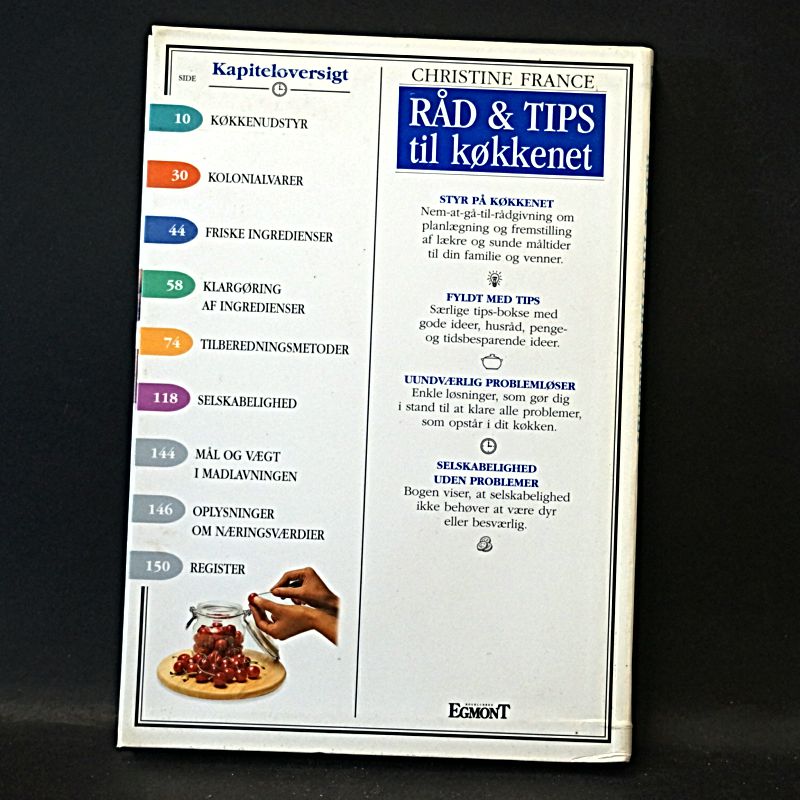 SIDE
Kapiteloversigt
10 KØKKENUDSTYR
30 KOLONIALVARER
44 FRISKE INGREDIENSER
58 KLARGØRING
AF INGREDIENSER
74 TILBEREDNINGSMETODER
118 SELSKABELIGHED
144 MÅL OG VÆGT
I MADLAVNINGEN
146 OPLYSNINGER
OM NÆRINGSVÆRDIER
150 REGISTER
CHRISTINE FRANCE
RÅD & TIPS
til køkkenet
STYR PÅ KØKKENET
Nem-at-gå-til-rådgivning om
planlægning og fremstilling
af lækre og sunde måltider
til din familie og venner.
FYLDT MED TIPS
Særlige tips-bokse med
gode ideer, husråd, penge-
og tidsbesparende ideer.
UUNDVÆRLIG PROBLEMLØSER
Enkle løsninger, som gør dig
i stand til at klare alle problemer,
som opstår i dit køkken.
SELSKABELIGHED
UDEN PROBLEMER
Bogen viser, at selskabelighed
ikke behøver at være dyr
eller besværlig.
EGMONT